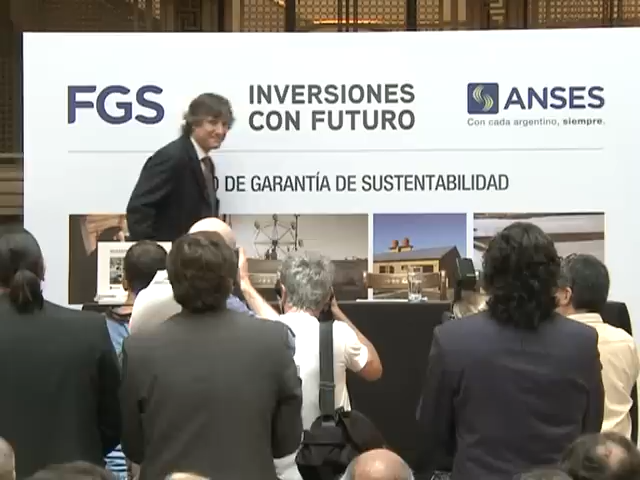 FGS
INVERSIONES
CON FUTURO
ANSES
Con cada argentino, siempre.
DE GARANTÍA DE SUSTENTABILIDAD